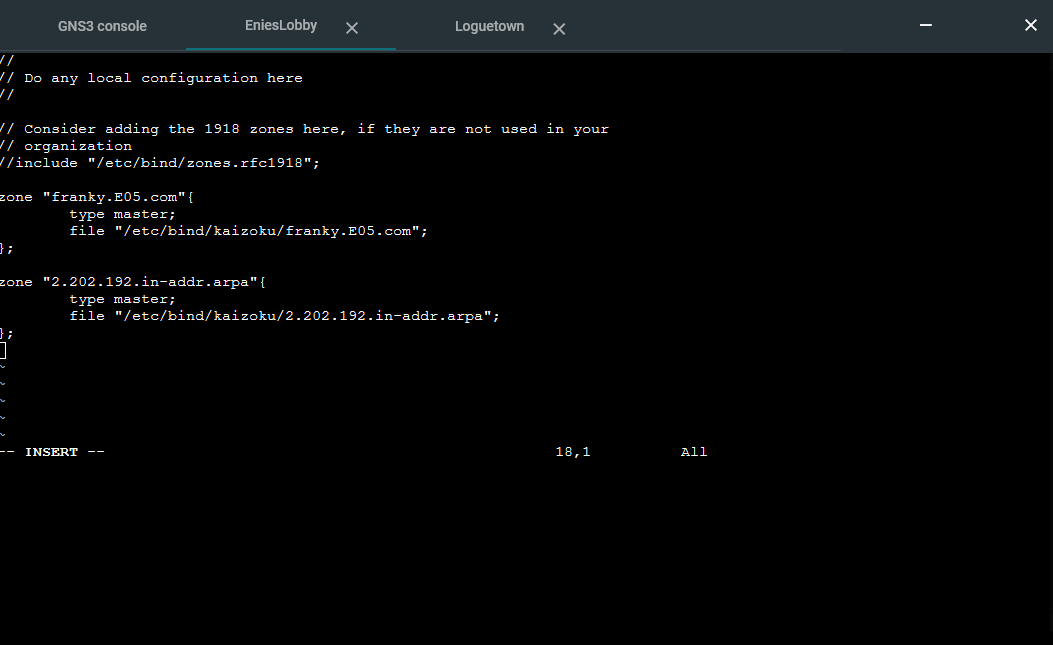 GNS3 console EniesLobby Loguetown
//
// Do any local configuration here
//
// Consider adding the 1918 zones here, if they are not used in your
// organization
//include "/etc/bind/zones.rfc1918";
zone "franky.E05.com"{
type master;
file "/etc/bind/kaizoku/franky.E05.com";
};
zone "2.202.192.in-addr.arpa"{
type master;
file "/etc/bind/kaizoku/2.202.192.in-addr.arpa";
};
~
~
~
~
~
-- INSERT -- 18,1 All